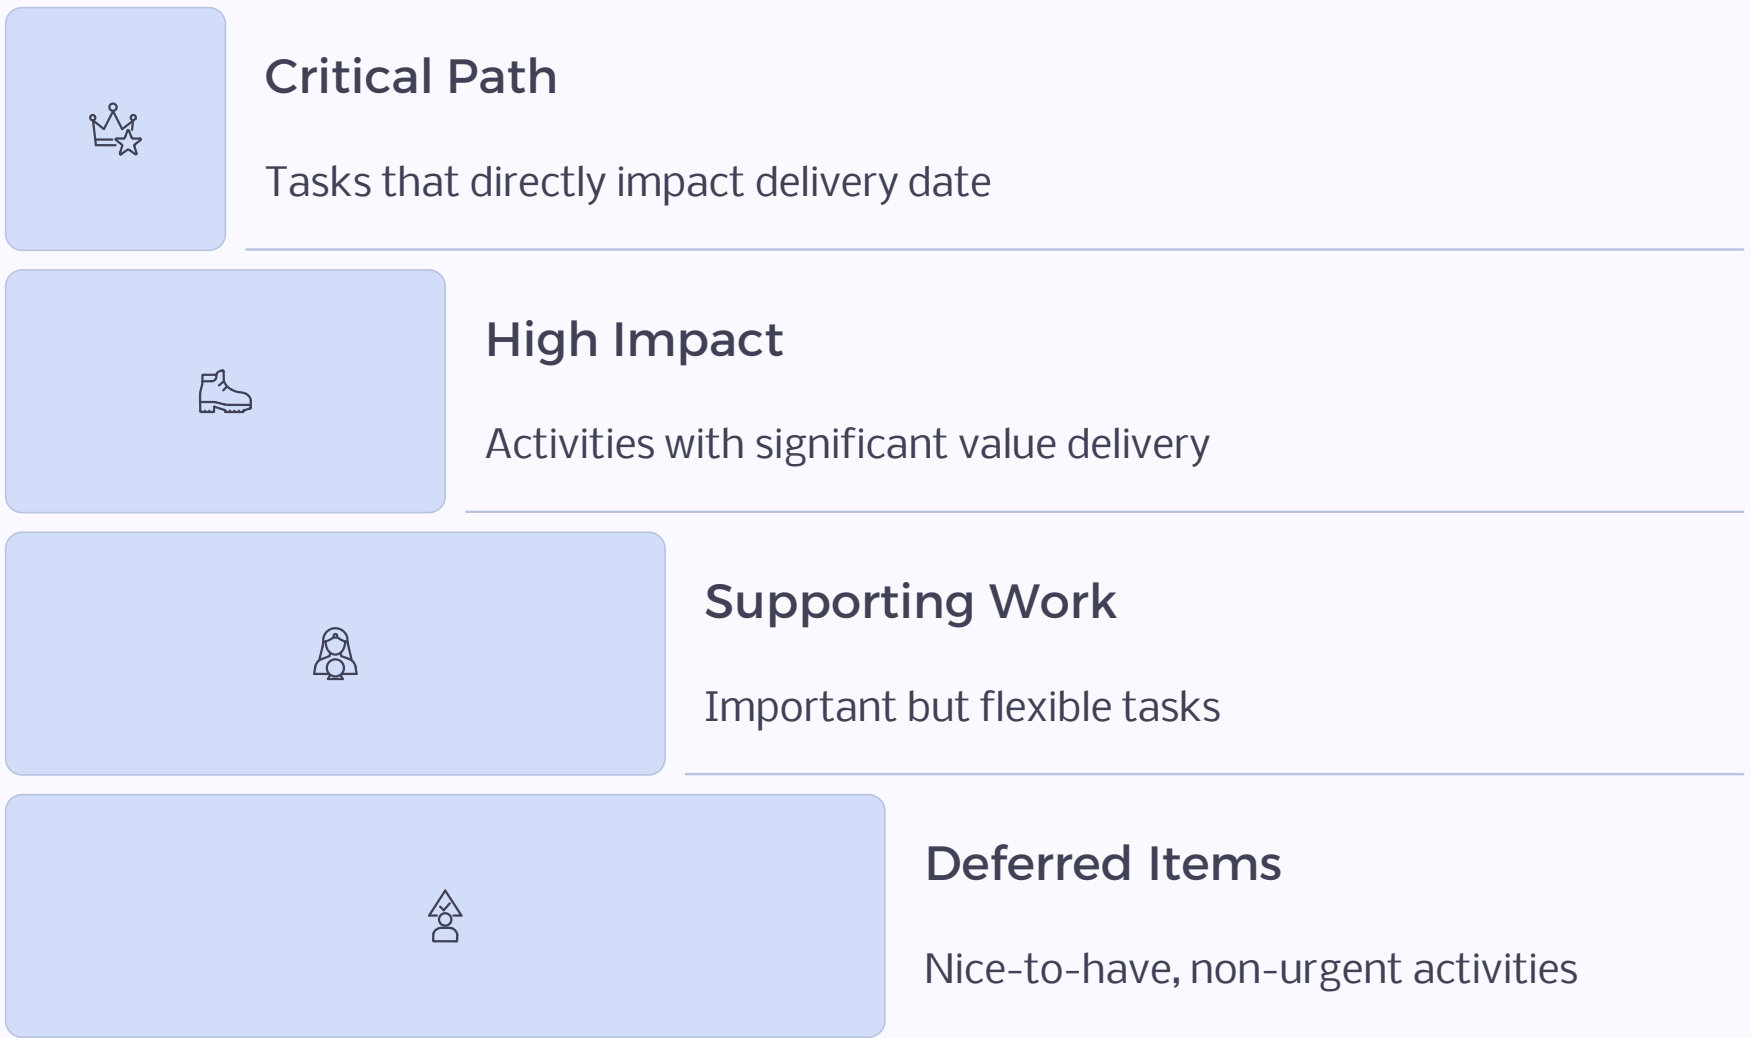 Critical Path
Tasks that directly impact delivery date
High Impact
Activities with significant value delivery
Supporting Work
Important but flexible tasks
Deferred Items
Nice-to-have, non-urgent activities